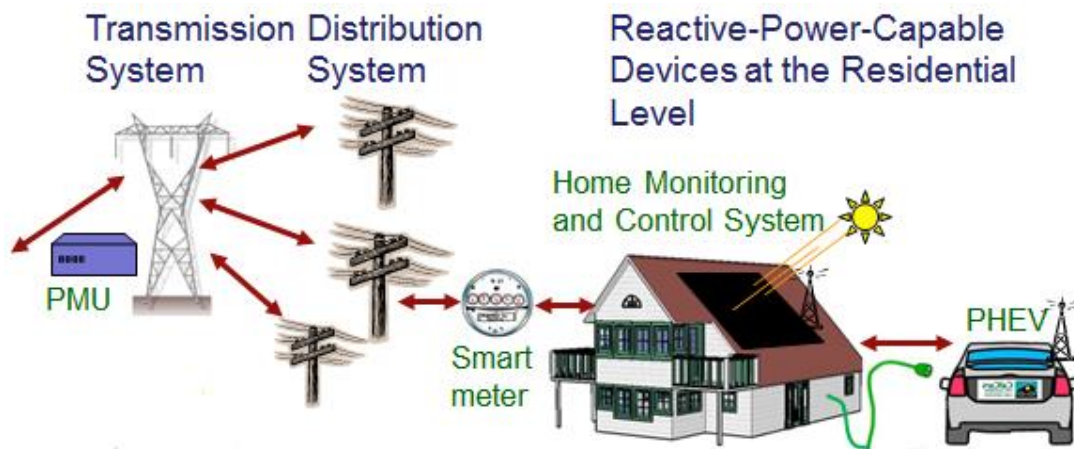 Transmission
System
Distribution
System
Reactive-Power-Capable
Devices at the Residential
Level
Home Monitoring
and Control System
PMU
Smart
meter
PHEV